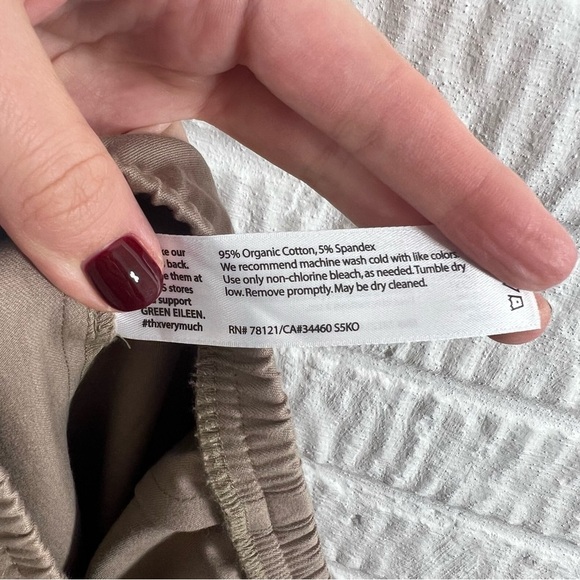 our
back.
them at
stores
support
GREEN EILEEN.
#thxverymuch
95% Organic Cotton, 5% Spandex
We recommend machine wash cold with like colors.
Use only non-chlorine bleach, as needed. Tumble dry
low. Remove promptly. May be dry cleaned.
RN# 78121/CA#34460 S5KO